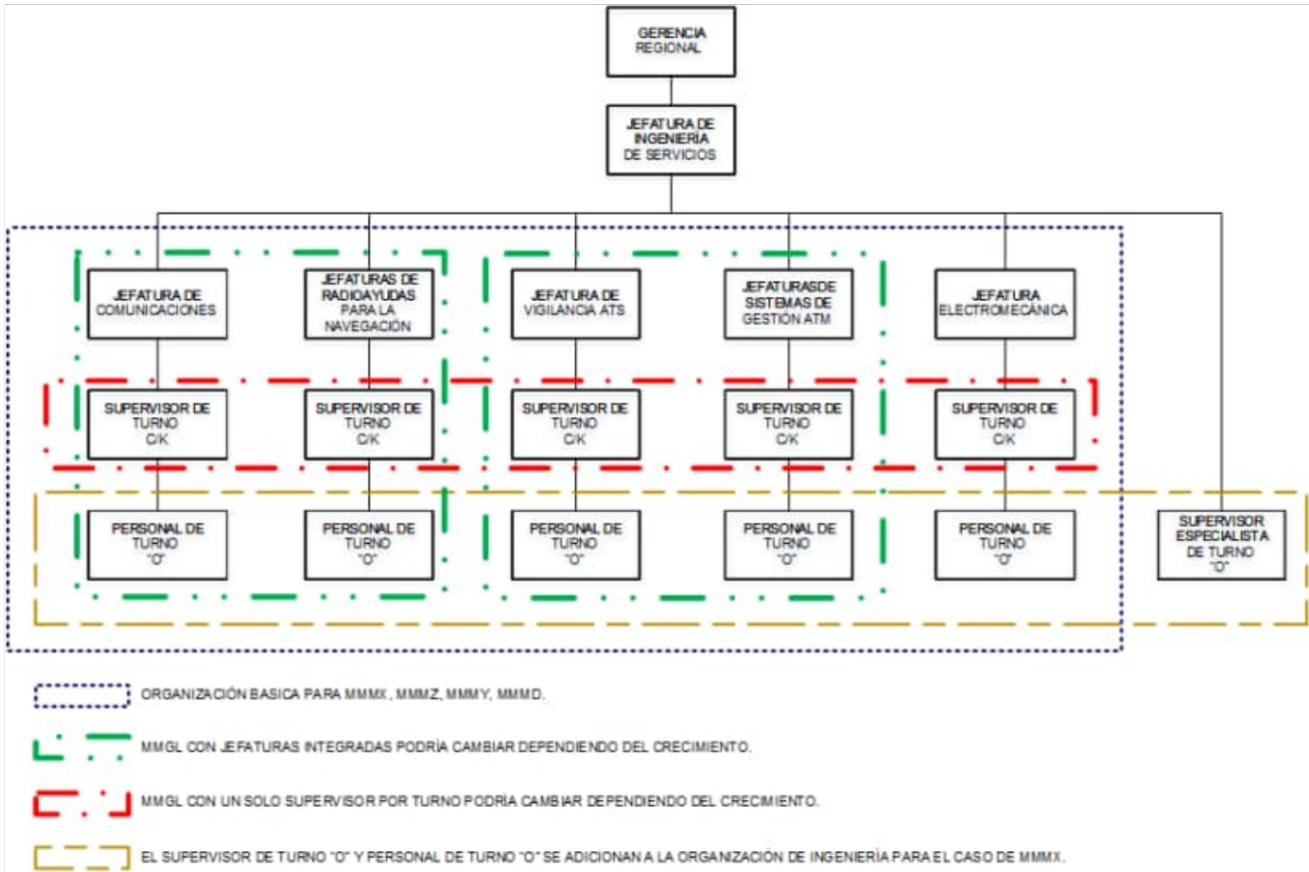 GERENCIA
REGIONAL
JEFATURA DE
INGENIERÍA
DE SERVICIOS
JEFATURA DE
COMUNICACIONES
JEFATURAS DE
RADIOAYUDAS
PARA LA
NAVEGACIÓN
JEFATURA DE
VIGILANCIA ATS
JEFATURAS DE
SISTEMAS DE
GESTIÓN ATM
JEFATURA
ELECTROMECÁNICA
SUPERVISOR DE
TURNO
C/K
SUPERVISOR DE
TURNO
C/K
SUPERVISOR DE
TURNO
C/K
SUPERVISOR DE
TURNO
C/K
SUPERVISOR DE
TURNO
C/K
PERSONAL DE
TURNO
"O"
PERSONAL DE
TURNO
"O"
PERSONAL DE
TURNO
"O"
PERSONAL DE
TURNO
"O"
PERSONAL DE
TURNO
"O"
SUPERVISOR
ESPECIALISTA
DE TURNO
"O"
ORGANIZACIÓN BASICA PARA MMMX, MMMZ, MMMY, MMMD.
MMGL CON JEFATURAS INTEGRADAS PODRÍA CAMBIAR DEPENDIENDO DEL CRECIMIENTO.
MMGL CON UN SOLO SUPERVISOR POR TURNO PODRÍA CAMBIAR DEPENDIENDO DEL CRECIMIENTO.
EL SUPERVISOR DE TURNO "O" Y PERSONAL DE TURNO "O" SE ADICIONAN A LA ORGANIZACIÓN DE INGENIERÍA PARA EL CASO DE MMMX.